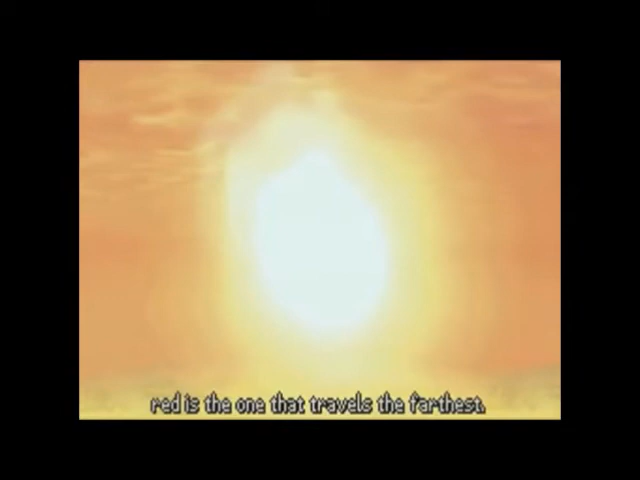 red is the one that travels the farthest.